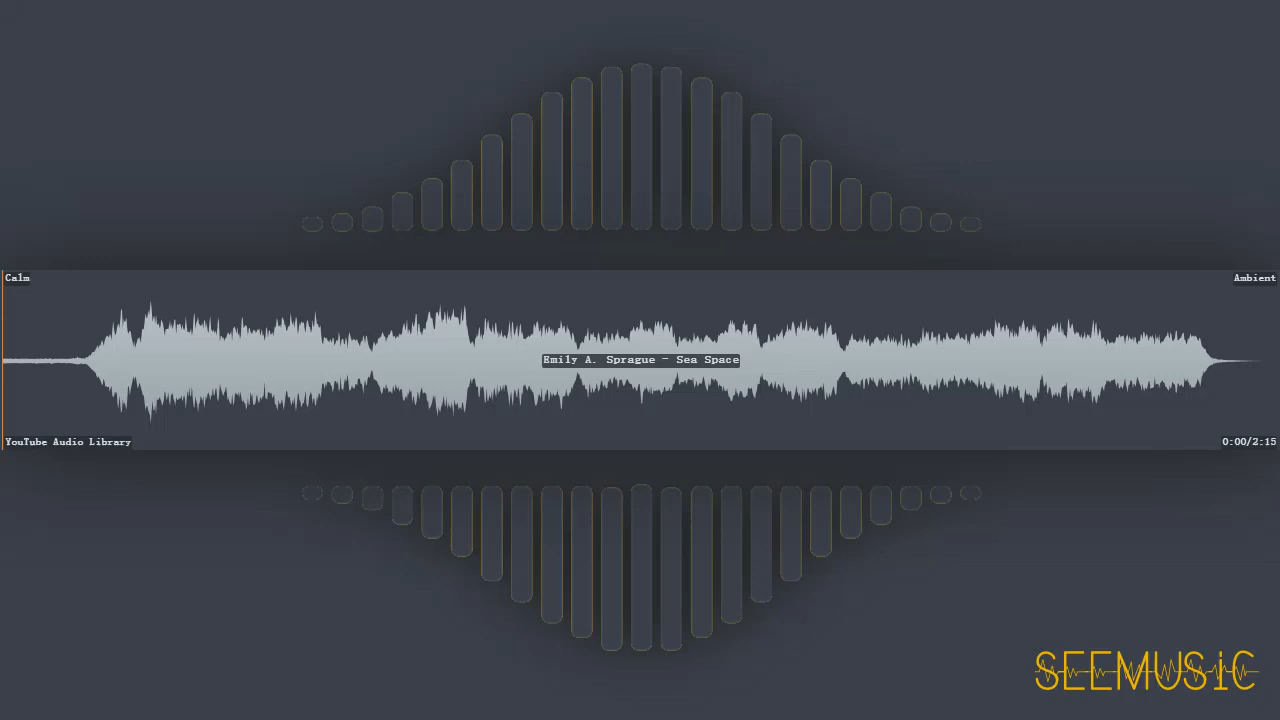 Calm
Ambient
Emily A. Sprague - Sea Space
YouTube Audio Library
0:00/2:15
SEEMUSiC